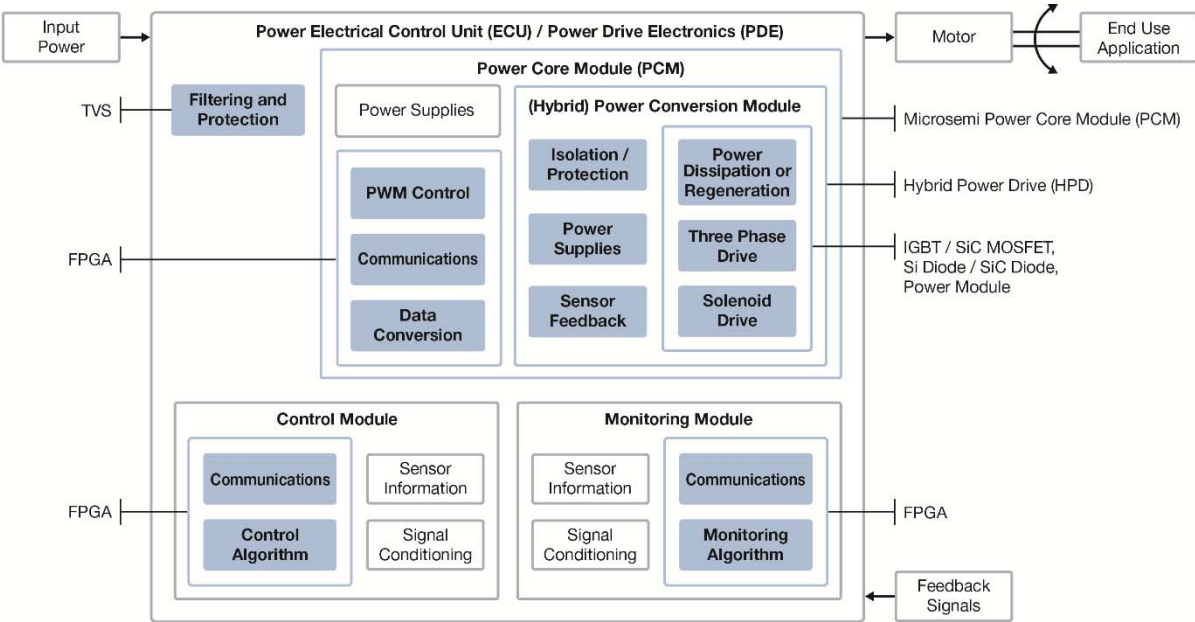 Input
Power
Power Electrical Control Unit (ECU) / Power Drive Electronics (PDE)
Motor
End Use
Application
Power Core Module (PCM)
TVS
Filtering and
Protection
Power Supplies
(Hybrid) Power Conversion Module
Microsemi Power Core Module (PCM)
Isolation /
Protection
Power
Dissipation or
Regeneration
PWM Control
Hybrid Power Drive (HPD)
Power
Supplies
Three Phase
Drive
FPGA
Communications
IGBT / SiC MOSFET,
Si Diode / SiC Diode,
Power Module
Data
Conversion
Sensor
Feedback
Solenoid
Drive
Control Module
Communications
Sensor
Information
FPGA
Control
Algorithm
Signal
Conditioning
Monitoring Module
Sensor
Information
Communications
Signal
Conditioning
Monitoring
Algorithm
FPGA
Feedback
Signals